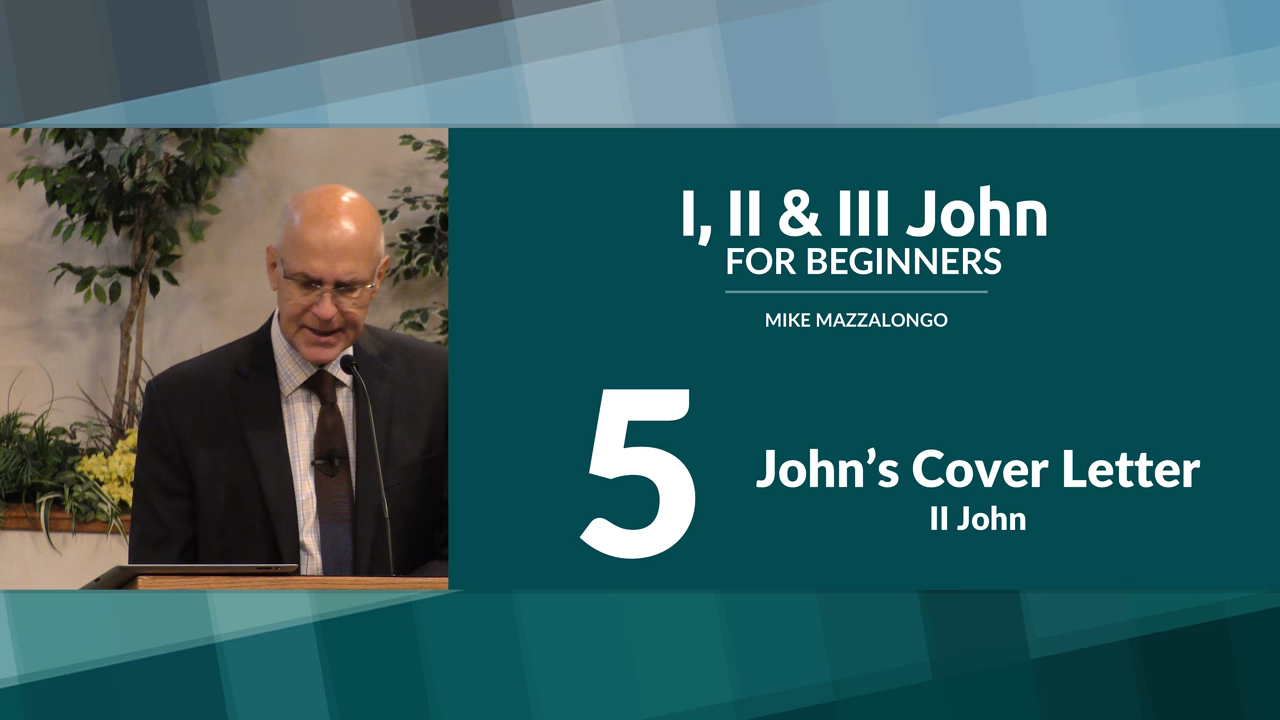 I, II & III John
FOR BEGINNERS
MIKE MAZZALONGO
5
John’s Cover Letter
II John